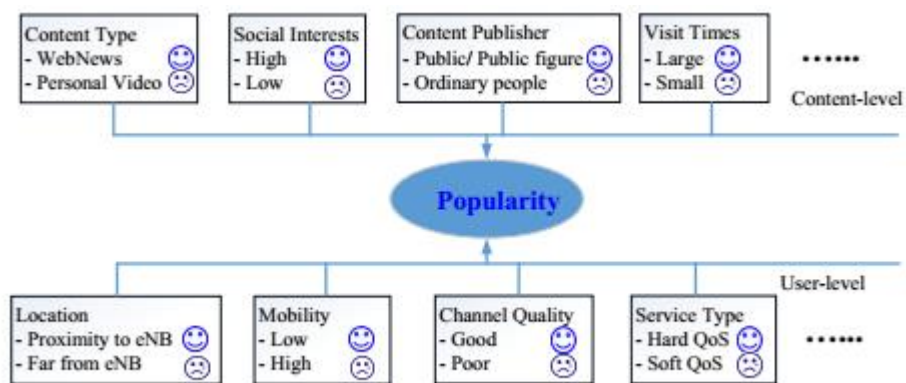 Content Type
- WebNews
- Personal Video
Social Interests
- High
- Low
Content Publisher
- Public/ Public figure
- Ordinary people
Visit Times
- Large
- Small
......
Content-level
Popularity
User-level
Location
- Proximity to eNB
- Far from eNB
Mobility
- Low
- High
Channel Quality
- Good
- Poor
Service Type
- Hard QoS
- Soft QoS
......